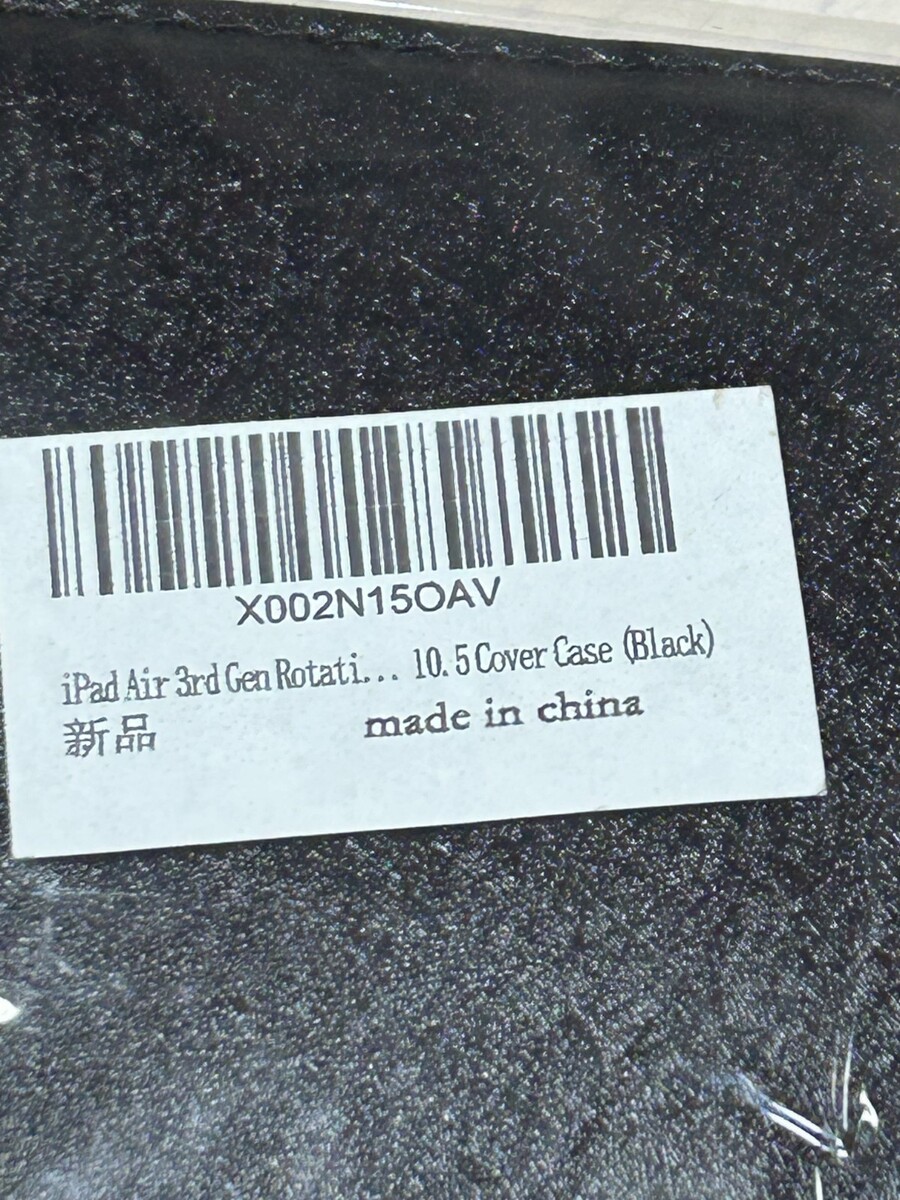 X002N15OAV
iPad Air 3rd Gen Rotati... 10.5 Cover Case (Black)
新品
made in china